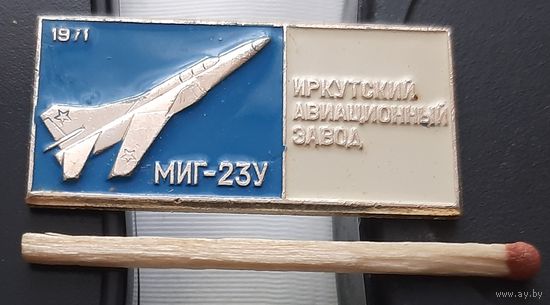 1971
МИГ-23У
ИРКУТСКИЙ
АВИАЦИОННЫЙ
ЗАВОД
www.ay.by